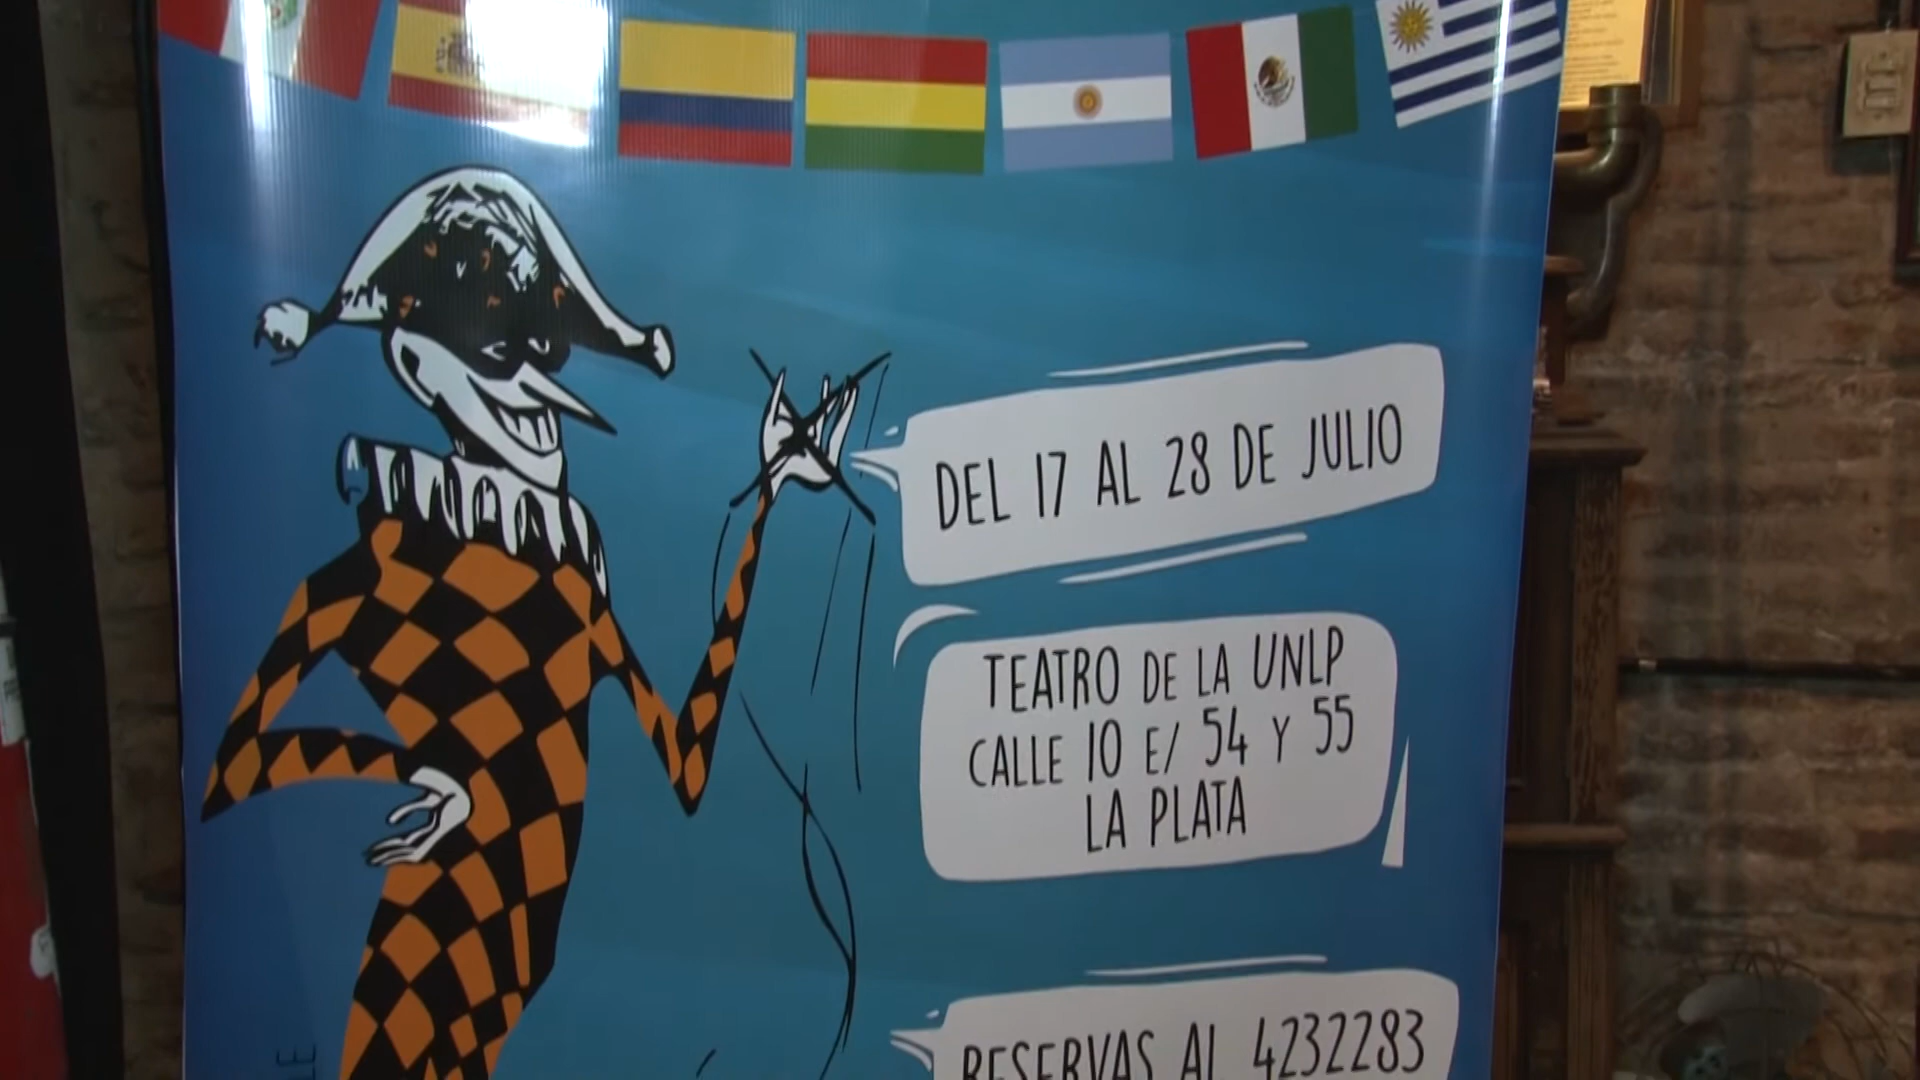 DEL 17 AL 28 DE JULIO
TEATRO DE LA UNLP
CALLE 10 E/ 54 Y 55
LA PLATA
RESERVAS AL 4232283